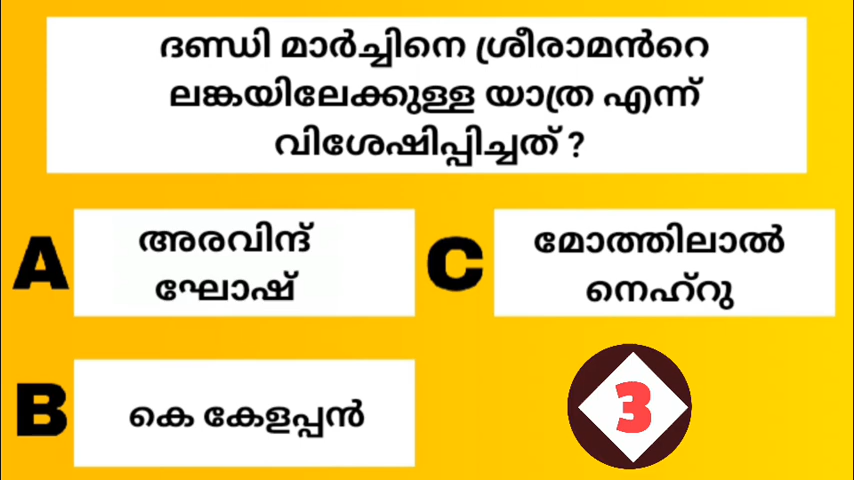 ദണ്ഡി മാർച്ചിനെ ശ്രീരാമൻറെ
ലങ്കയിലേക്കുള്ള യാത്ര എന്ന്
വിശേഷിപ്പിച്ചത് ?
A
അരവിന്ദ്
ഘോഷ്
B
കെ കേളപ്പൻ
C
മോത്തിലാൽ
നെഹ്റു
3